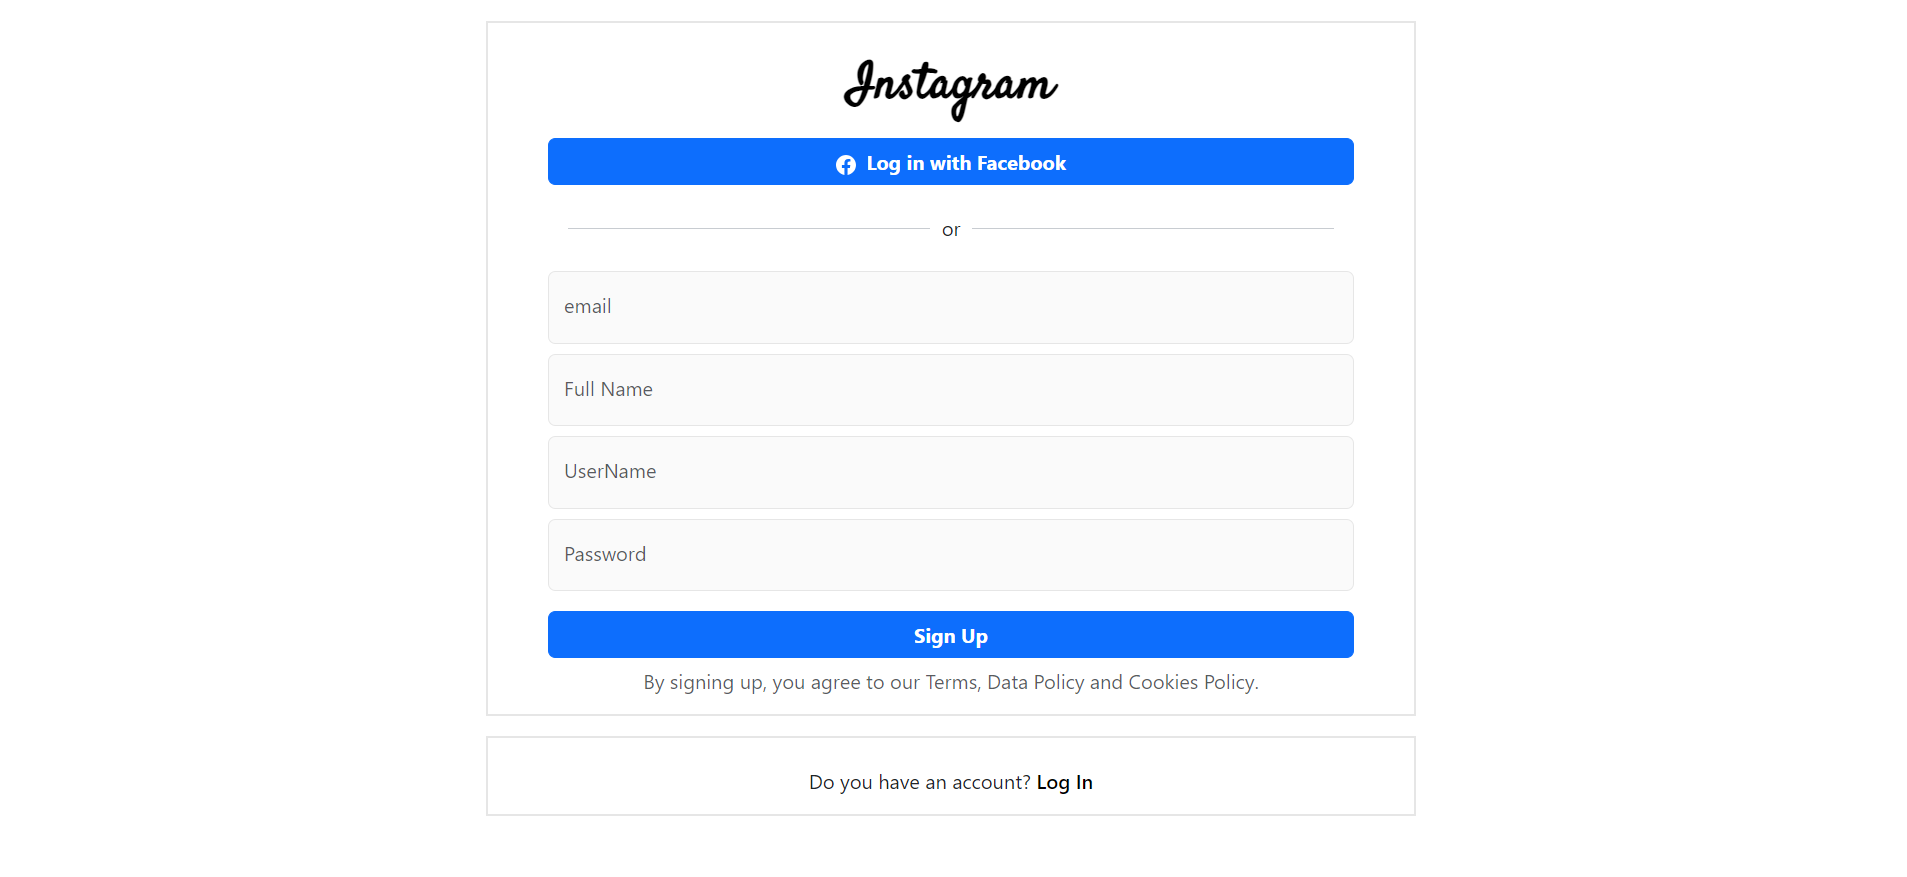 Instagram
Log in with Facebook
or
email
Full Name
UserName
Password
Sign Up
By signing up, you agree to our Terms, Data Policy and Cookies Policy.
Do you have an account? Log In